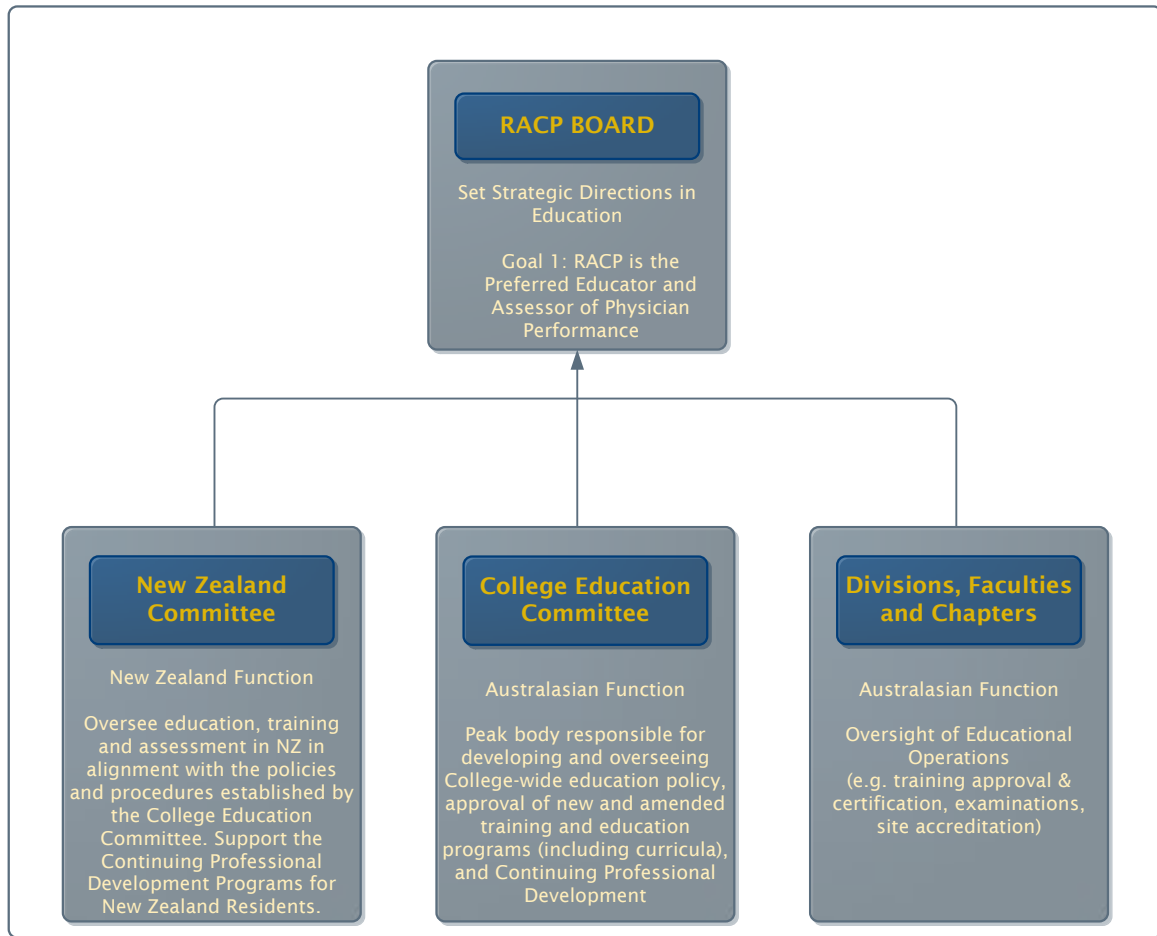 RACP BOARD
Set Strategic Directions in
Education
Goal 1: RACP is the
Preferred Educator and
Assessor of Physician
Performance
New Zealand
Committee
New Zealand Function
Oversee education, training
and assessment in NZ in
alignment with the policies
and procedures established by
the College Education
Committee. Support the
Continuing Professional
Development Programs for
New Zealand Residents.
College Education
Committee
Australasian Function
Peak body responsible for
developing and overseeing
College-wide education policy,
approval of new and amended
training and education
programs (including curricula),
and Continuing Professional
Development
Divisions, Faculties
and Chapters
Australasian Function
Oversight of Educational
Operations
(e.g. training approval &
certification, examinations,
site accreditation)